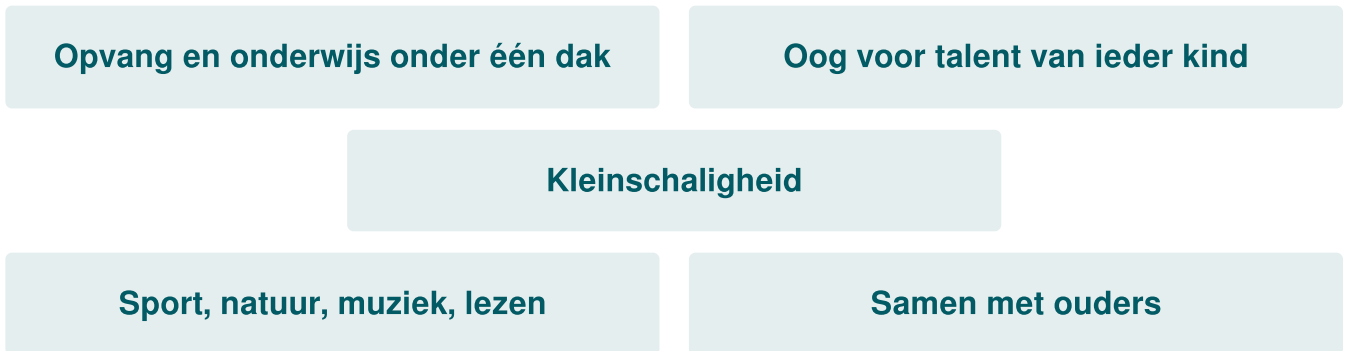 Opvang en onderwijs onder één dak
Oog voor talent van ieder kind
Kleinschaligheid
Sport, natuur, muziek, lezen
Samen met ouders